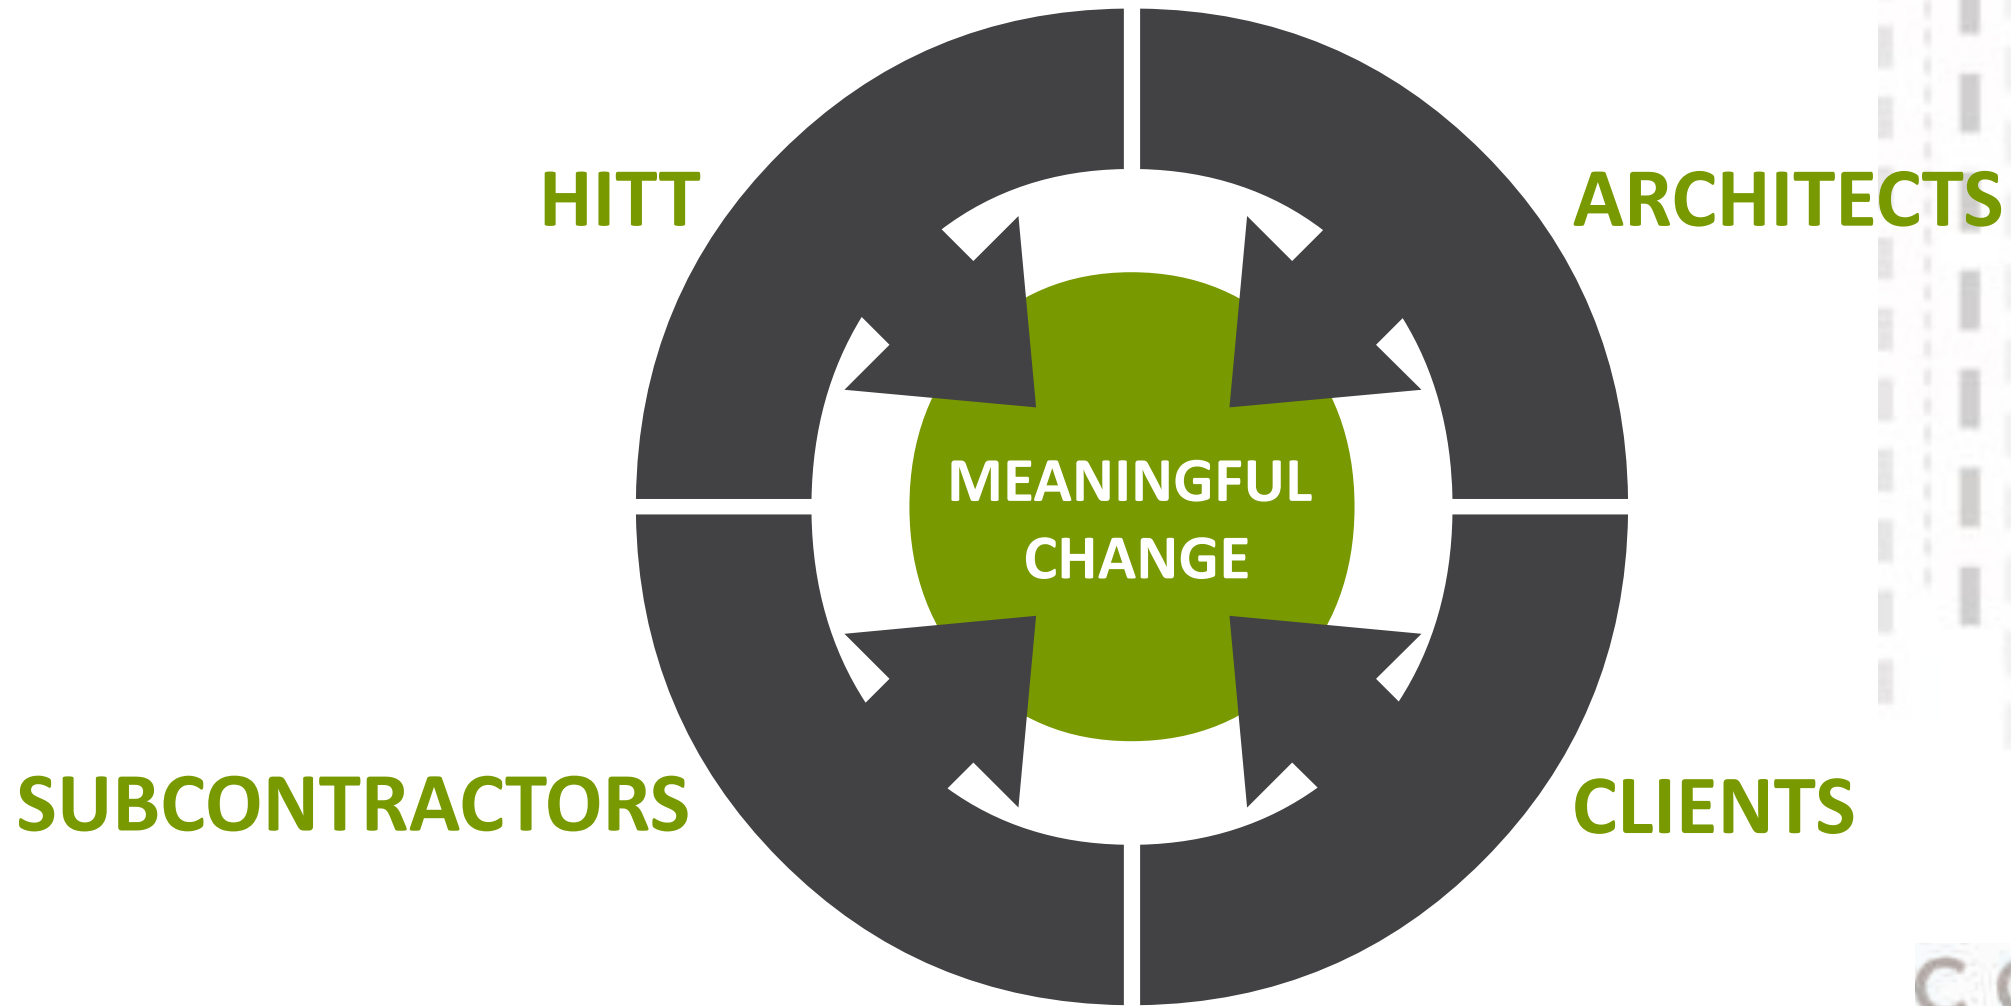 HITT
ARCHITECTS
MEANINGFUL
CHANGE
SUBCONTRACTORS
CLIENTS